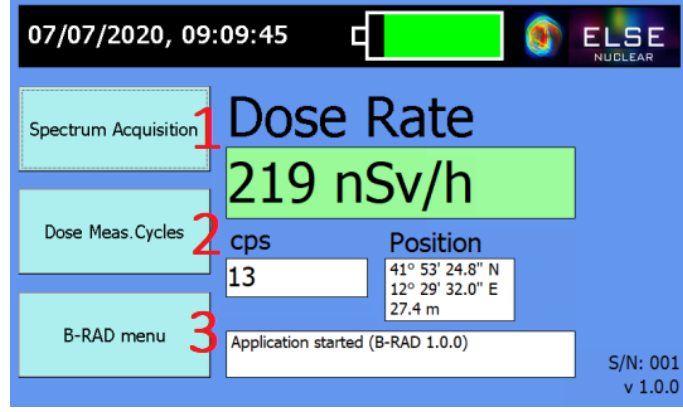 07/07/2020, 09:09:45
ELSE
NUCLEAR
Spectrum Acquisition 1
Dose Rate
219 nSv/h
Dose Meas.Cycles 2
cps
Position
13
41° 53' 24.8" N
12° 29' 32.0" E
27.4 m
B-RAD menu 3
Application started (B-RAD 1.0.0)
S/N: 001
v 1.0.0